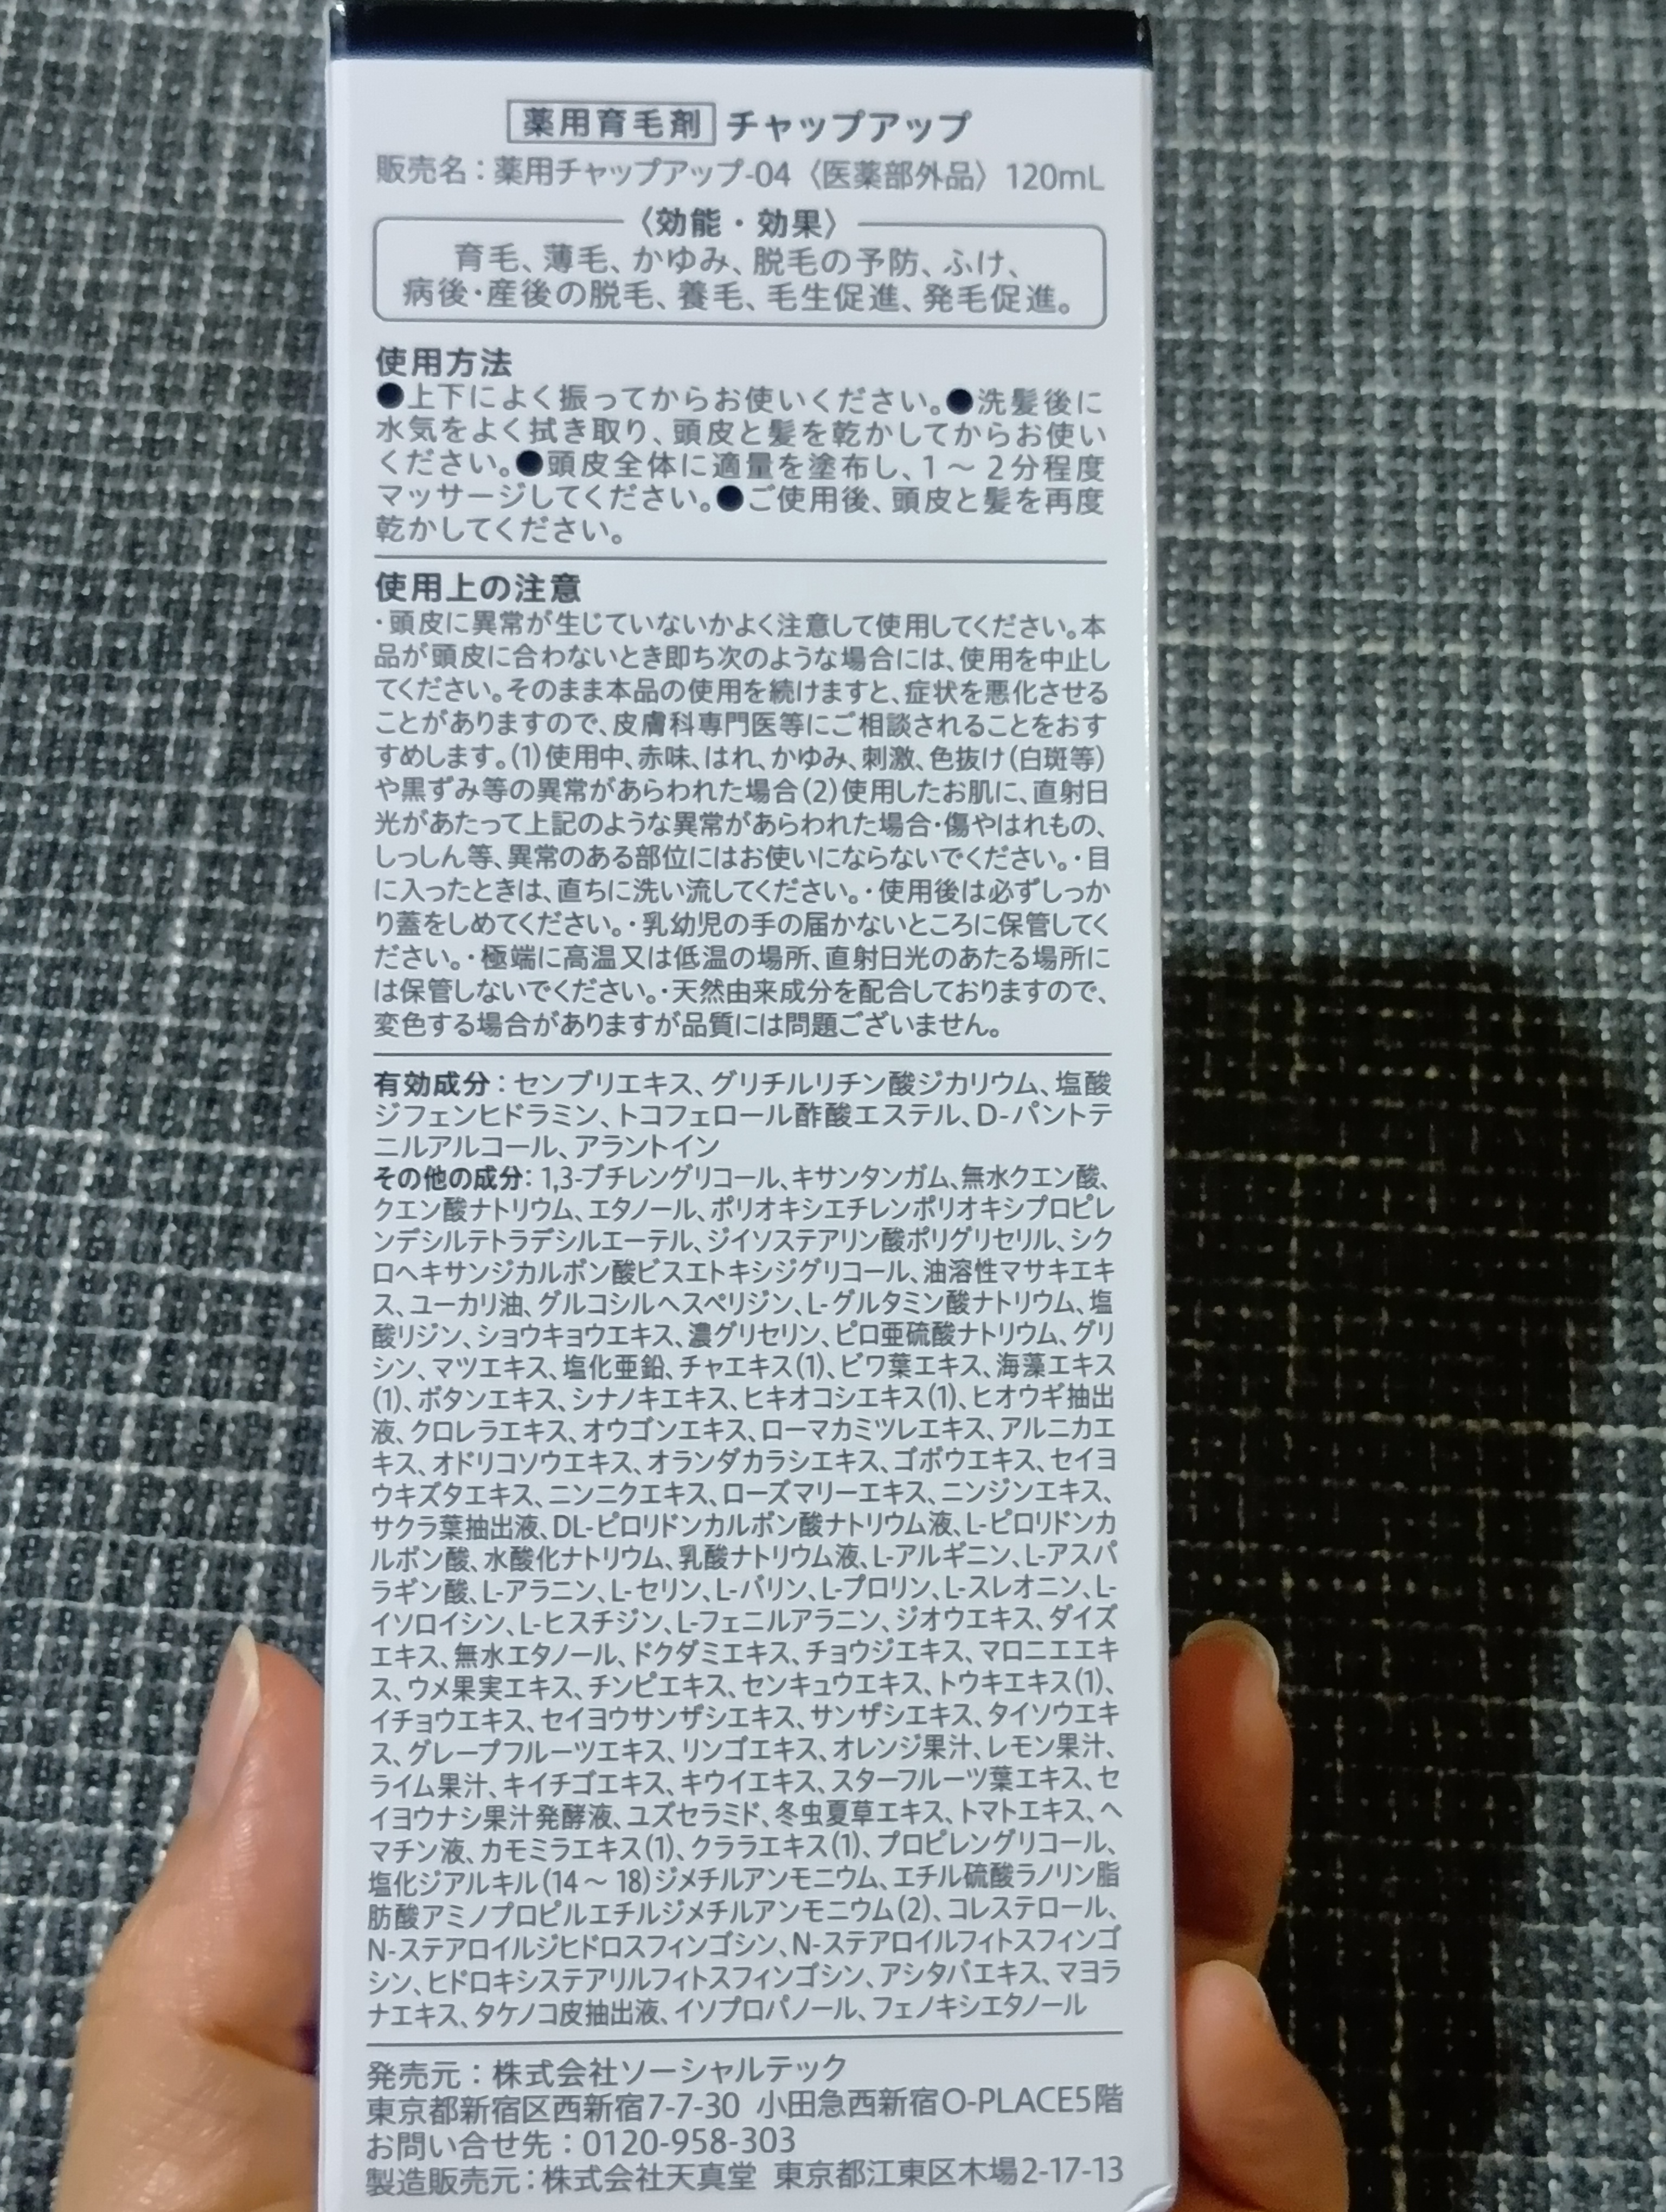 薬用育毛剤 チャップアップ
販売名：薬用チャップアップ-04〈医薬部外品〉120mL
〈効能・効果〉
育毛、薄毛、かゆみ、脱毛の予防、ふけ、
病後・産後の脱毛、養毛、毛生促進、発毛促進。
使用方法
●上下によく振ってからお使いください。●洗髪後に
水気をよく拭き取り、頭皮と髪を乾かしてからお使い
ください。●頭皮全体に適量を塗布し、1～2分程度
マッサージしてください。●ご使用後、頭皮と髪を再度
乾かしてください。
使用上の注意
・頭皮に異常が生じていないかよく注意して使用してください。本
品が頭皮に合わないとき即ち次のような場合には、使用を中止し
てください。そのまま本品の使用を続けますと、症状を悪化させる
ことがありますので、皮膚科専門医等にご相談されることをおす
すめします。(1)使用中、赤味、はれ、かゆみ、刺激、色抜け(白斑等)
や黒ずみ等の異常があらわれた場合(2)使用したお肌に、直射日
光があたって上記のような異常があらわれた場合・傷やはれもの、
しっしん等、異常のある部位にはお使いにならないでください。・目
に入ったときは、直ちに洗い流してください。・使用後は必ずしっか
り蓋をしめてください。・乳幼児の手の届かないところに保管してく
ださい。・極端に高温又は低温の場所、直射日光のあたる場所に
は保管しないでください。・天然由来成分を配合しておりますので、
変色する場合がありますが品質には問題ございません。
有効成分：センブリエキス、グリチルリチン酸ジカリウム、塩酸
ジフェンヒドラミン、トコフェロール酢酸エステル、D-パントテ
ニルアルコール、アラントイン
その他の成分：1,3-ブチレングリコール、キサンタンガム、無水クエン酸、
クエン酸ナトリウム、エタノール、ポリオキシエチレンポリオキシプロピレ
ンデシルテトラデシルエーテル、ジイソステアリン酸ポリグリセリル、シク
ロヘキサンジカルボン酸ビスエトキシジグリコール、油溶性マサキエキ
ス、ユーカリ油、グルコシルヘスペリジン、L-グルタミン酸ナトリウム、塩
酸リジン、ショウキョウエキス、濃グリセリン、ピロ亜硫酸ナトリウム、グリ
シン、マツエキス、塩化亜鉛、チャエキス(1)、ビワ葉エキス、海藻エキス
(1)、ボタンエキス、シナノキエキス、ヒキオコシエキス(1)、ヒオウギ抽出
液、クロレラエキス、オウゴンエキス、ローマカミツレエキス、アルニカエ
キス、オドリコソウエキス、オランダカラシエキス、ゴボウエキス、セイヨ
ウキズタエキス、ニンニクエキス、ローズマリーエキス、ニンジンエキス、
サクラ葉抽出液、DL-ピロリドンカルボン酸ナトリウム液、L-ピロリドンカ
ルボン酸、水酸化ナトリウム、乳酸ナトリウム液、L-アルギニン、L-アスパ
ラギン酸、L-アラニン、L-セリン、L-バリン、L-プロリン、L-スレオニン、L-
イソロイシン、L-ヒスチジン、L-フェニルアラニン、ジオウエキス、ダイズ
エキス、無水エタノール、ドクダミエキス、チョウジエキス、マロニエエキ
ス、ウメ果実エキス、チンピエキス、センキュウエキス、トウキエキス(1)、
イチョウエキス、セイヨウサンザシエキス、サンザシエキス、タイソウエキ
ス、グレープフルーツエキス、リンゴエキス、オレンジ果汁、レモン果汁、
ライム果汁、キイチゴエキス、キウイエキス、スターフルーツ葉エキス、セ
イヨウナシ果汁発酵液、ユズセラミド、冬虫夏草エキス、トマトエキス、ヘ
マチン液、カモミラエキス(1)、クララエキス(1)、プロピレングリコール、
塩化ジアルキル(14～18)ジメチルアンモニウム、エチル硫酸ラノリン脂
肪酸アミノプロピルエチルジメチルアンモニウム(2)、コレステロール、
N-ステアロイルジヒドロスフィンゴシン、N-ステアロイルフィトスフィンゴ
シン、ヒドロキシステアリルフィトスフィンゴシン、アシタバエキス、マヨラ
ナエキス、タケノコ皮抽出液、イソプロパノール、フェノキシエタノール
発売元：株式会社ソーシャルテック
東京都新宿区西新宿7-7-30 小田急西新宿O-PLACE5階
お問い合せ先：0120-958-303
製造販売元：株式会社天真堂 東京都江東区木場2-17-13